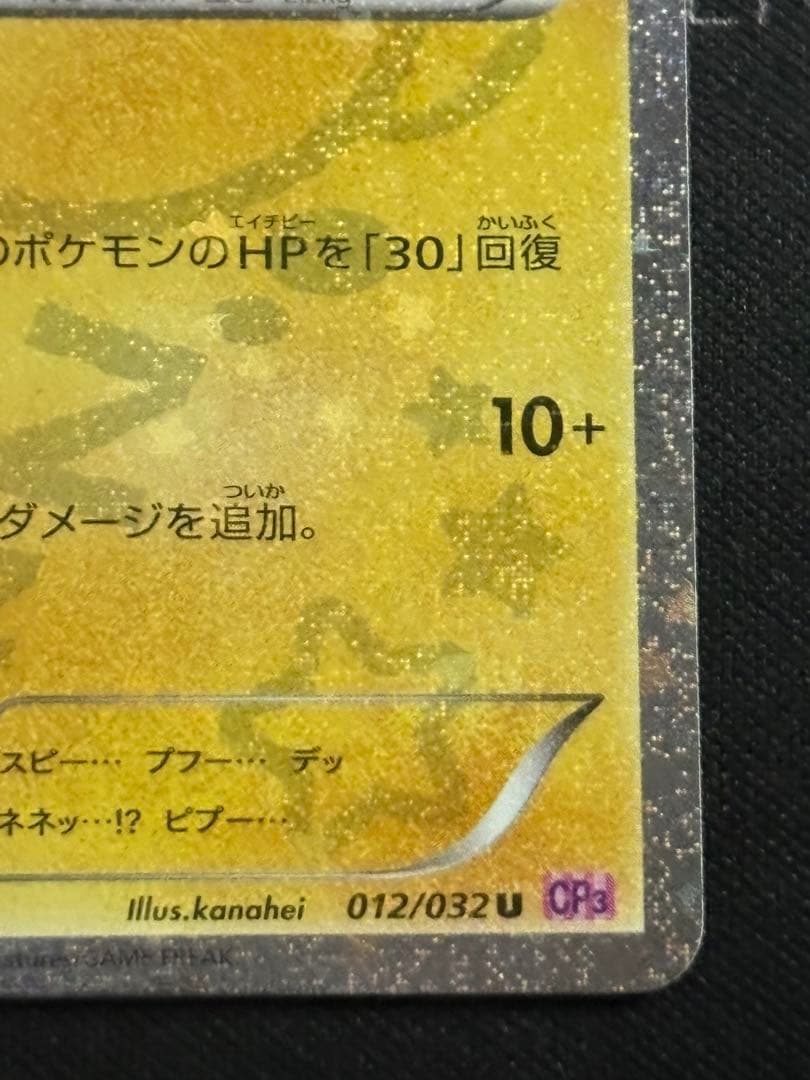 エイチピー かいふく
のポケモンのHPを「30」回復
10+
ついか
ダメージを追加。
スピー… プフー… デッ
ネネッ…!? ピプー…
Illus.kanahei 012/032 U CP3
GAME FREAK